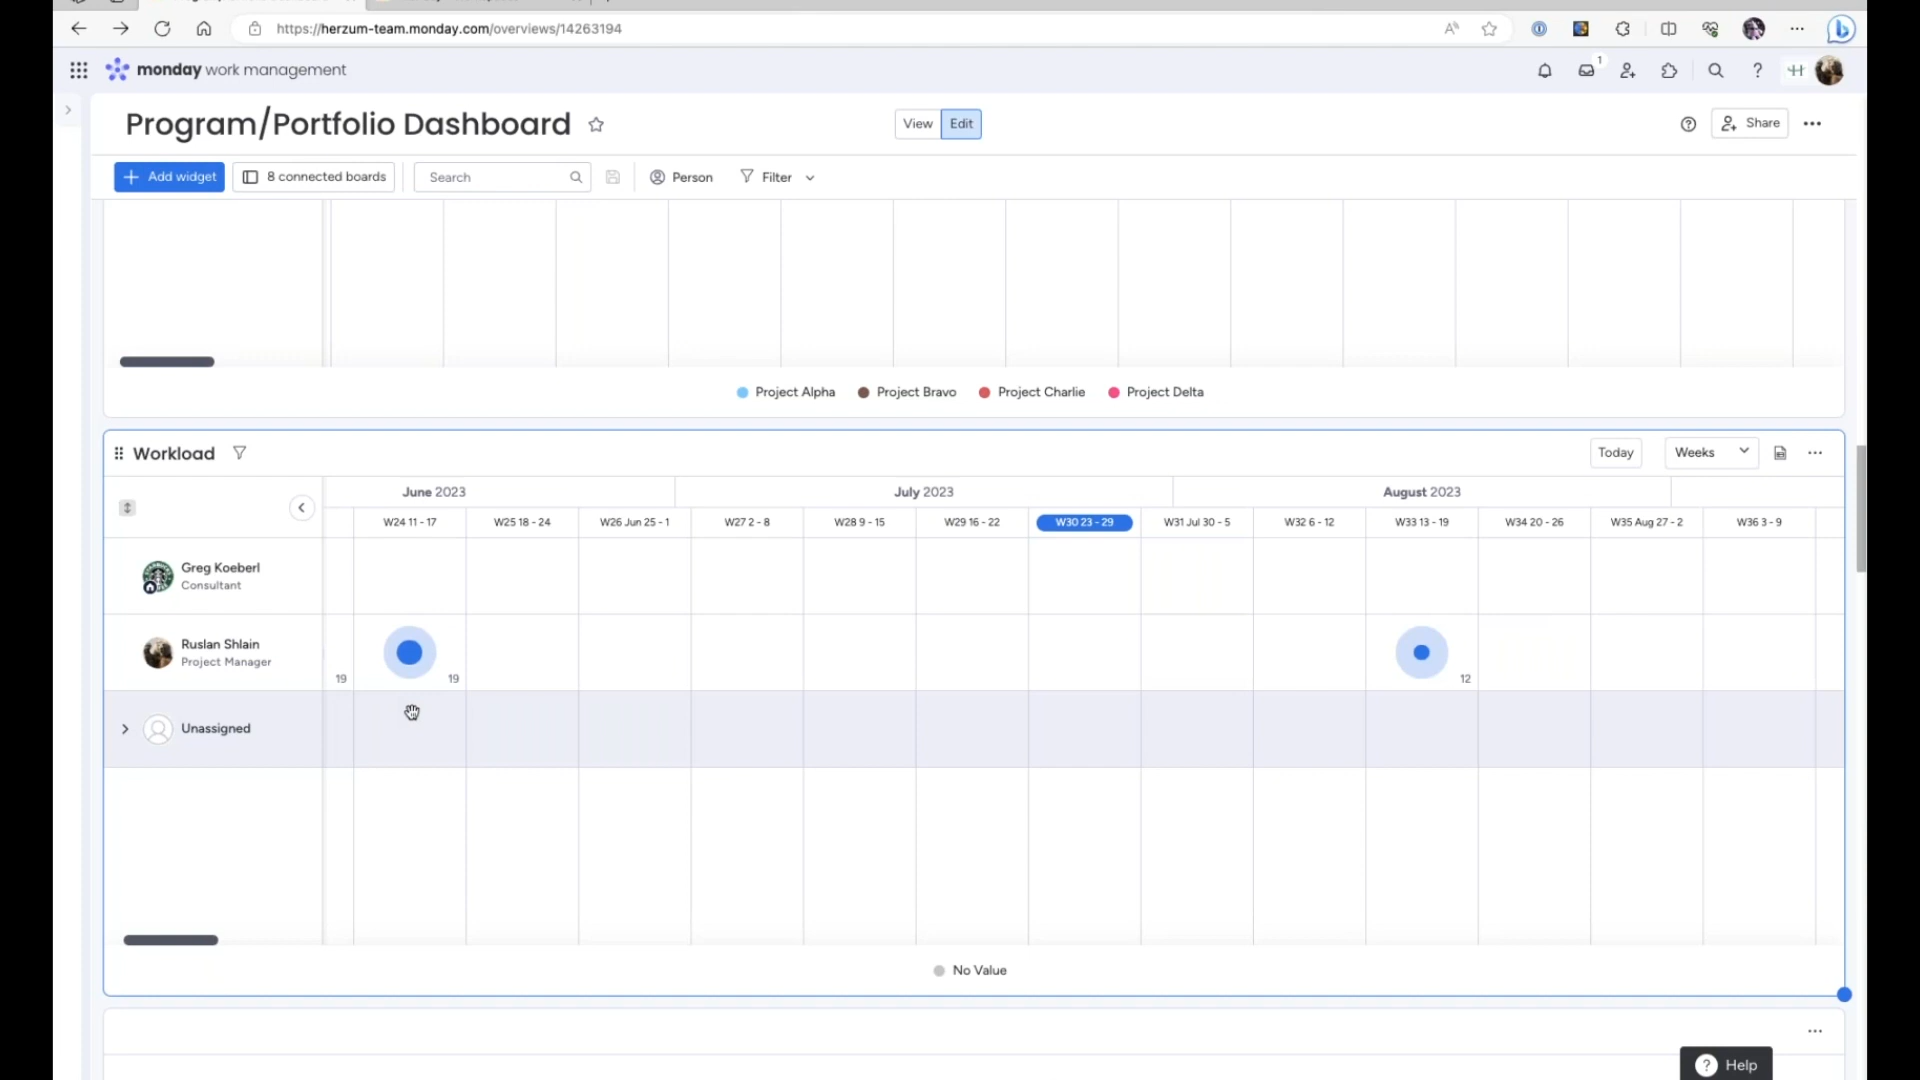 https://herzum-team.monday.com/overviews/14263194
monday work management
1
Program/Portfolio Dashboard
View
Edit
Share
Add widget
8 connected boards
Search
Person
Filter
Project Alpha
Project Bravo
Project Charlie
Project Delta
Workload
Today
Weeks
June 2023
July 2023
August 2023
W24 11 - 17
W25 18 - 24
W26 Jun 25 - 1
W27 2 - 8
W28 9 - 15
W29 16 - 22
W30 23 - 29
W31 Jul 30 - 5
W32 6 - 12
W33 13 - 19
W34 20 - 26
W35 Aug 27 - 2
W36 3 - 9
Greg Koeberl
Consultant
Ruslan Shlain
Project Manager
19
19
12
Unassigned
No Value
? Help